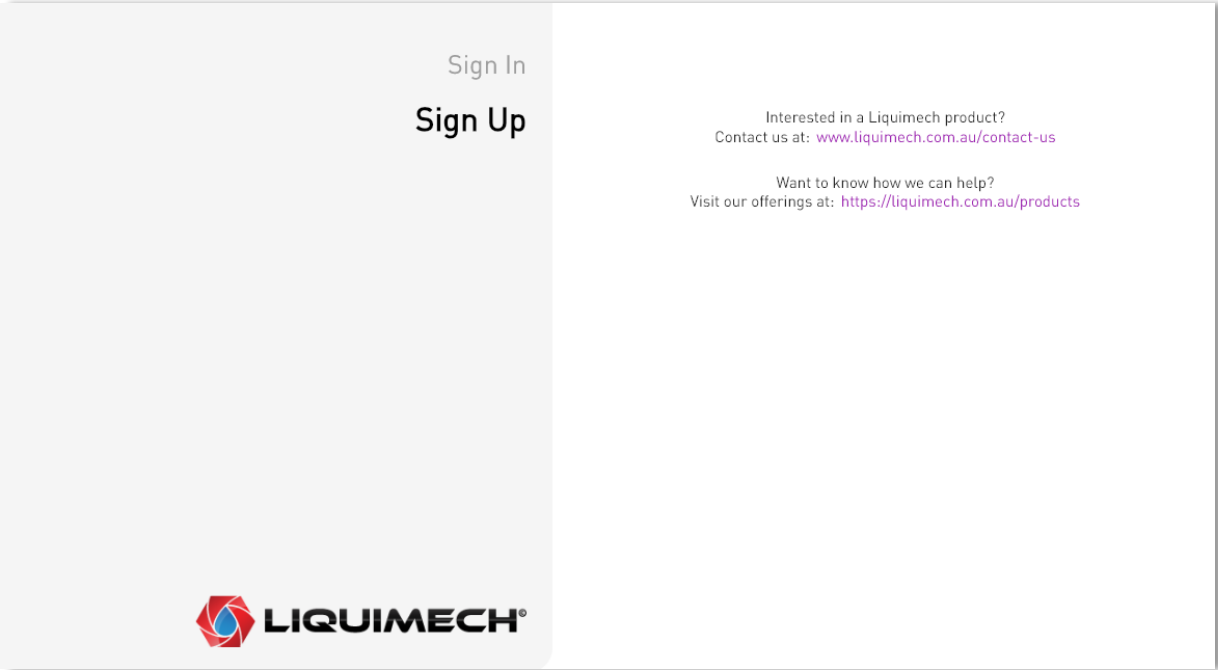 Sign In
Sign Up
Interested in a Liquimech product?
Contact us at: www.liquimech.com.au/contact-us
Want to know how we can help?
Visit our offerings at: https://liquimech.com.au/products
LIQUIMECH©